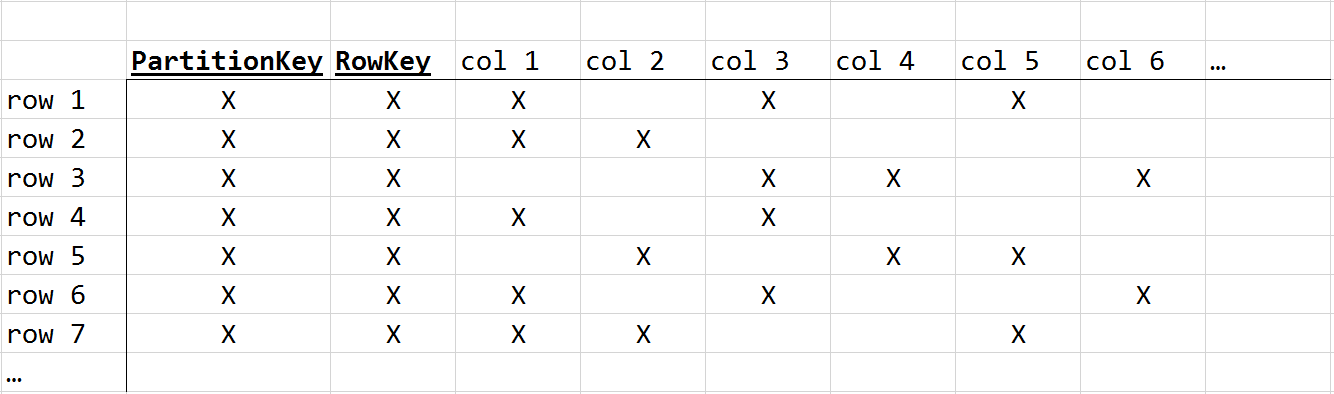 PartitionKey RowKey col 1 col 2 col 3 col 4 col 5 col 6 …
row 1 X X X X X
row 2 X X X X
row 3 X X X X X
row 4 X X X X
row 5 X X X X X
row 6 X X X X X
row 7 X X X X X
…